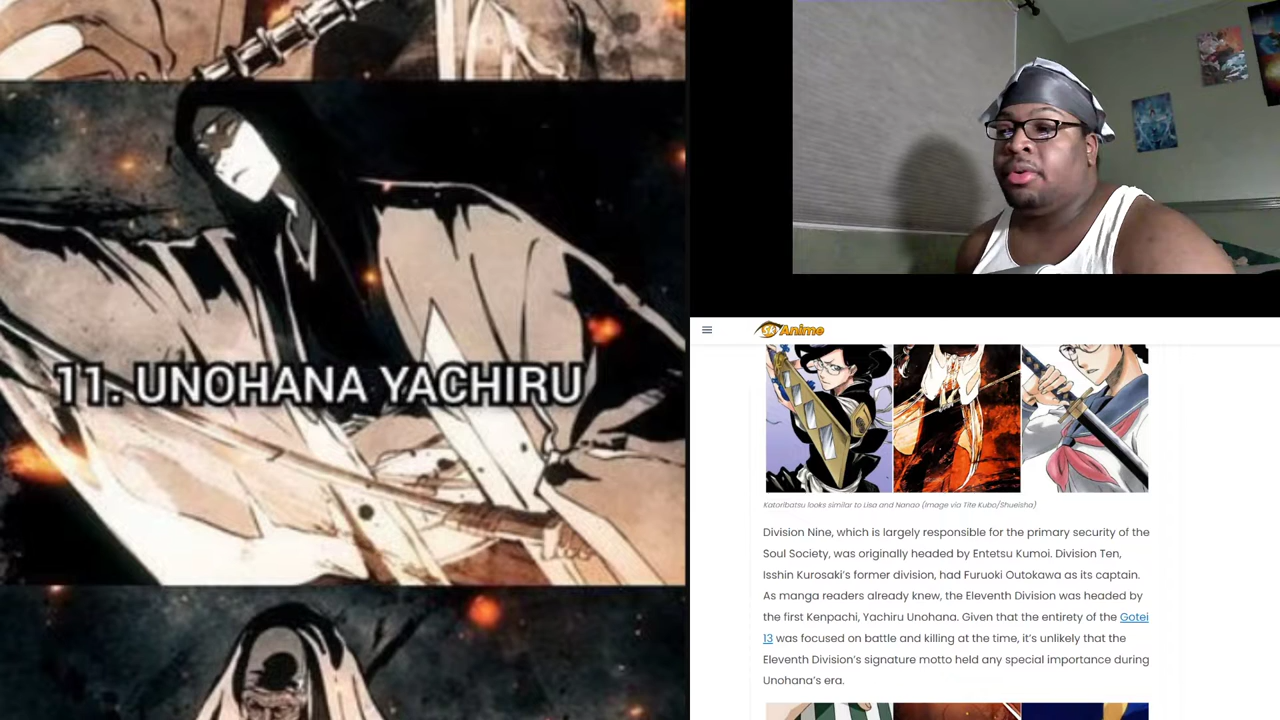 11. UNOHANA YACHIRU
Anime
Katoribatsu looks similar to Lisa and Nanao (Image via Tite Kubo/Shueisha)
Division Nine, which is largely responsible for the primary security of the
Soul Society, was originally headed by Entetsu Kumoi. Division Ten,
Isshin Kurosaki's former division, had Furuoki Outokawa as its captain.
As manga readers already knew, the Eleventh Division was headed by
the first Kenpachi, Yachiru Unohana. Given that the entirety of the Gotei
13 was focused on battle and killing at the time, it's unlikely that the
Eleventh Division's signature motto held any special importance during
Unohana's era.